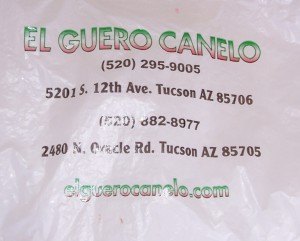 EL GUERO CANELO
(520) 295-9005
5201 S. 12th Ave. Tucson AZ 85706
(520) 882-8977
2480 N. Oracle Rd. Tucson AZ 85705
elguerocanelo.com